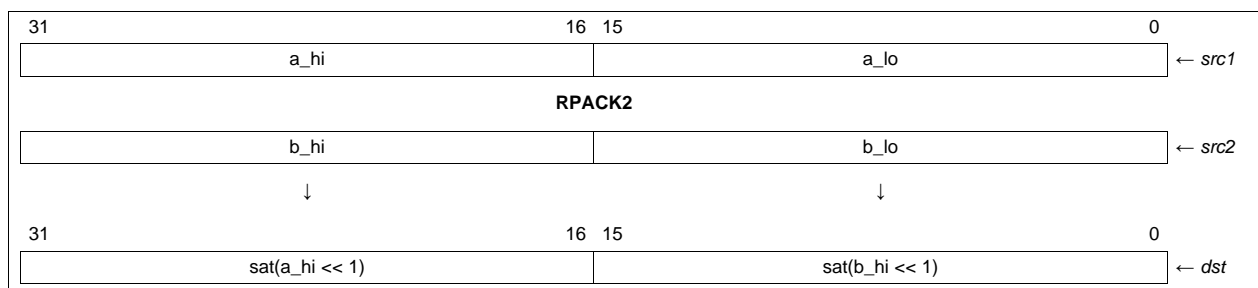 31 16 15 0
a_hi a_lo ← src1
RPACK2
b_hi b_lo ← src2
↓ ↓
31 16 15 0
sat(a_hi << 1) sat(b_hi << 1) ← dst